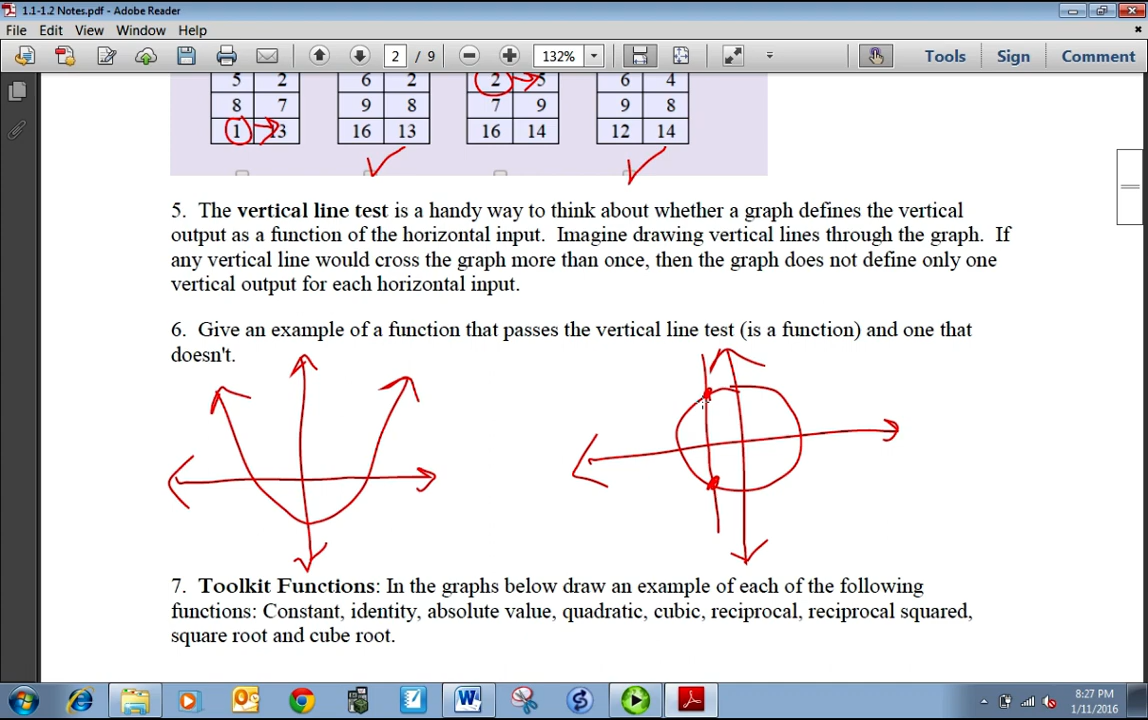 1.1-1.2 Notes.pdf - Adobe Reader
File Edit View Window Help
2 / 9 132% Tools Sign Comment
5 2 6 2 2 5 6 4
8 7 9 8 7 9 9 8
1 13 16 13 16 14 12 14
5. The vertical line test is a handy way to think about whether a graph defines the vertical
output as a function of the horizontal input. Imagine drawing vertical lines through the graph. If
any vertical line would cross the graph more than once, then the graph does not define only one
vertical output for each horizontal input.
6. Give an example of a function that passes the vertical line test (is a function) and one that
doesn't.
7. Toolkit Functions: In the graphs below draw an example of each of the following
functions: Constant, identity, absolute value, quadratic, cubic, reciprocal, reciprocal squared,
square root and cube root.
8:27 PM
1/11/2016